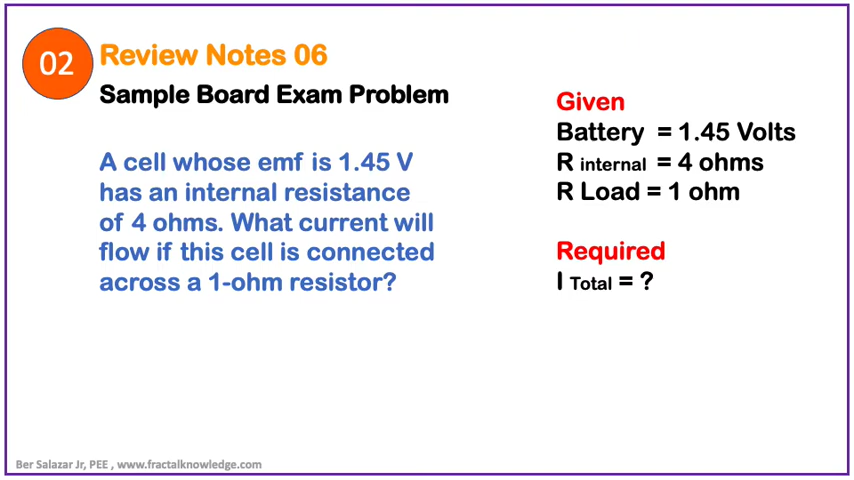 02
Review Notes 06
Sample Board Exam Problem
A cell whose emf is 1.45 V
has an internal resistance
of 4 ohms. What current will
flow if this cell is connected
across a 1-ohm resistor?
Given
Battery = 1.45 Volts
R internal = 4 ohms
R Load = 1 ohm
Required
I Total = ?
Ber Salazar Jr, PEE , www.fractalknowledge.com